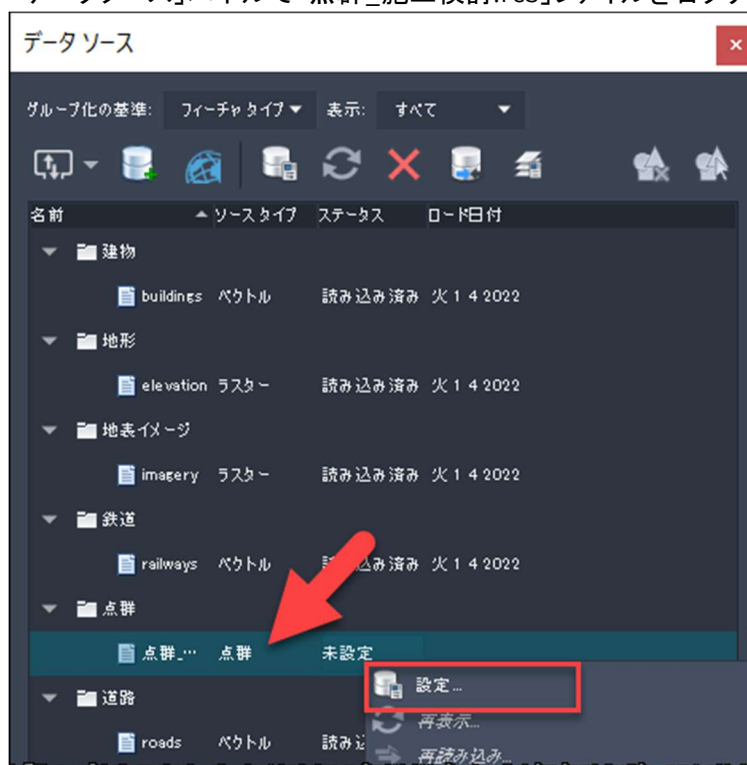 データソース
グループ化の基準: フィーチャ タイプ 表示: すべて
名前 ソース タイプ ステータス ロード日付
建物
buildings ベクトル 読み込み済み 火 1 4 2022
地形
elevation ラスター 読み込み済み 火 1 4 2022
地表イメージ
imagery ラスター 読み込み済み 火 1 4 2022
鉄道
railways ベクトル 込み済み 火 1 4 2022
点群
点群_… 点群 未設定
設定...
道路
再表示...
roads ベクトル 読み込
再読み込み...